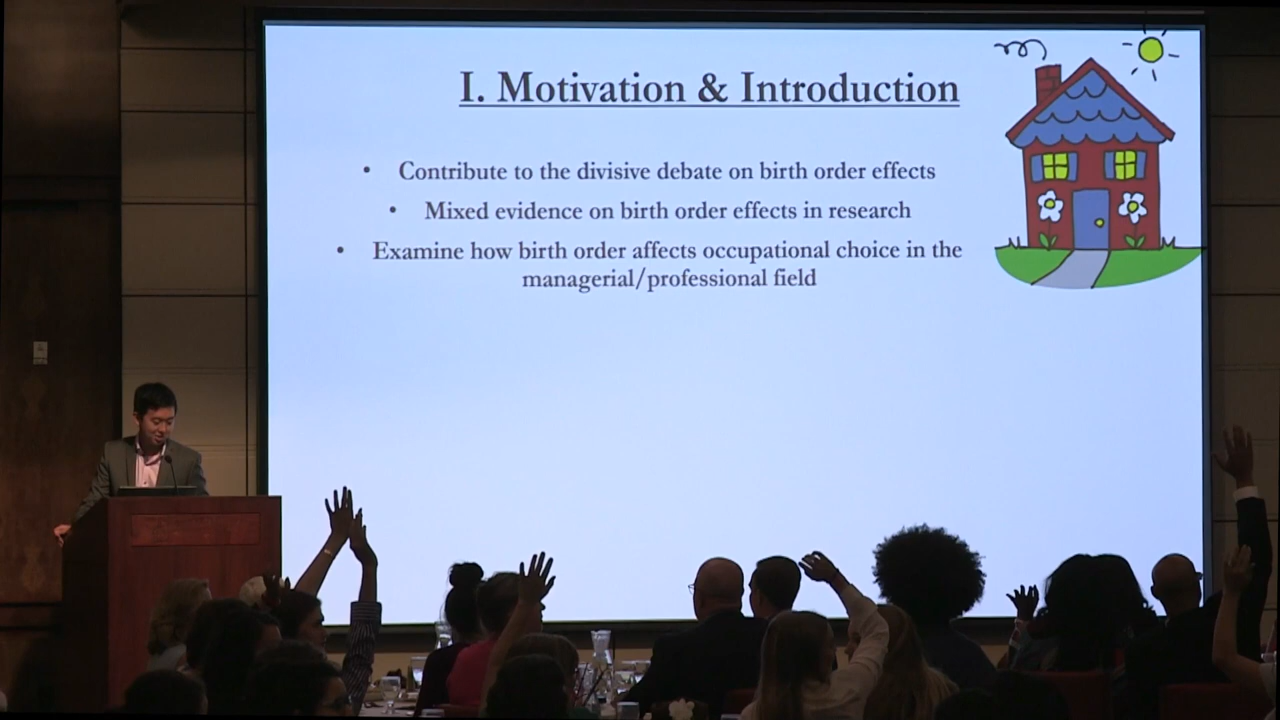 I. Motivation & Introduction
• Contribute to the divisive debate on birth order effects
• Mixed evidence on birth order effects in research
• Examine how birth order affects occupational choice in the
managerial/professional field